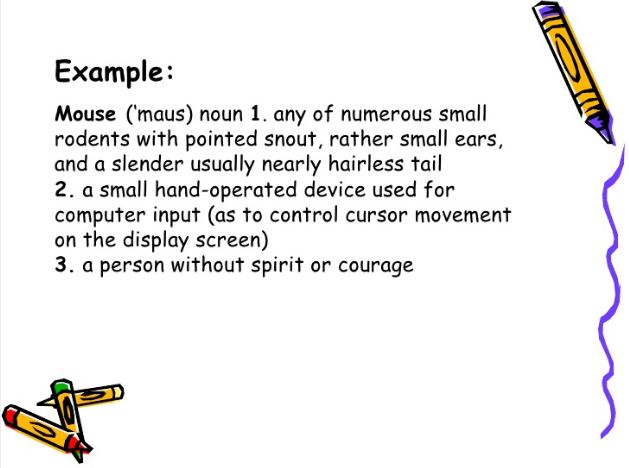 Example:
Mouse (‘maus) noun 1. any of numerous small
rodents with pointed snout, rather small ears,
and a slender usually nearly hairless tail
2. a small hand-operated device used for
computer input (as to control cursor movement
on the display screen)
3. a person without spirit or courage